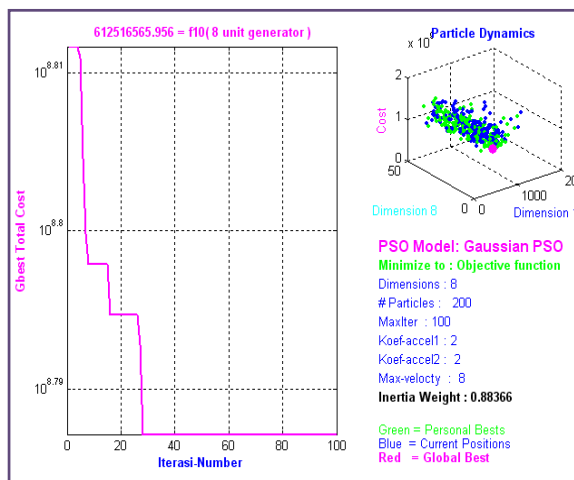 612516565.956 = f10( 8 unit generator )
10^8.81
10^8.8
10^8.79
Gbest Total Cost
0 20 40 60 80 100
Iterasi-Number
x 10^9
Particle Dynamics
2
1
0
Cost
50
0
0
1000
20
Dimension 8
Dimension
PSO Model: Gaussian PSO
Minimize to : Objective function
Dimensions : 8
# Particles : 200
MaxIter : 100
Koef-accel1 : 2
Koef-accel2 : 2
Max-velocty : 8
Inertia Weight : 0.88366
Green = Personal Bests
Blue = Current Positions
Red = Global Best